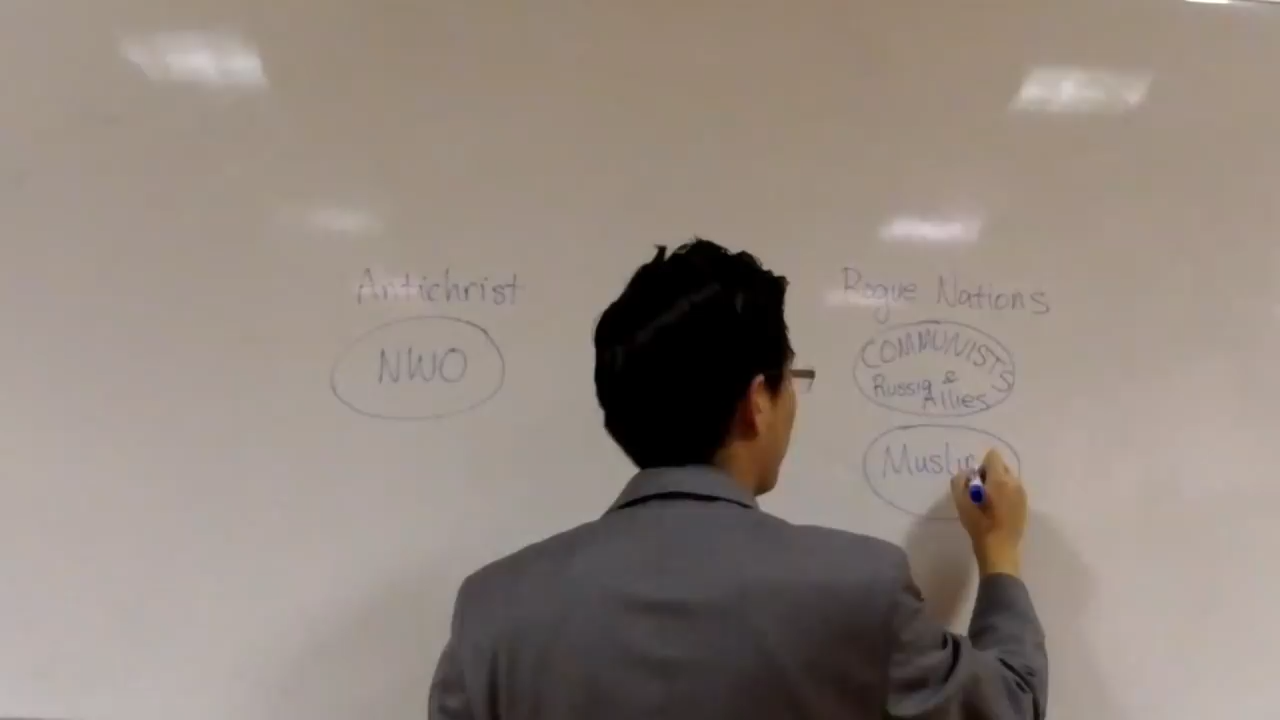 Antichrist
NWO
Rogue Nations
COMMUNISTS
Russia &
Allies
Musli